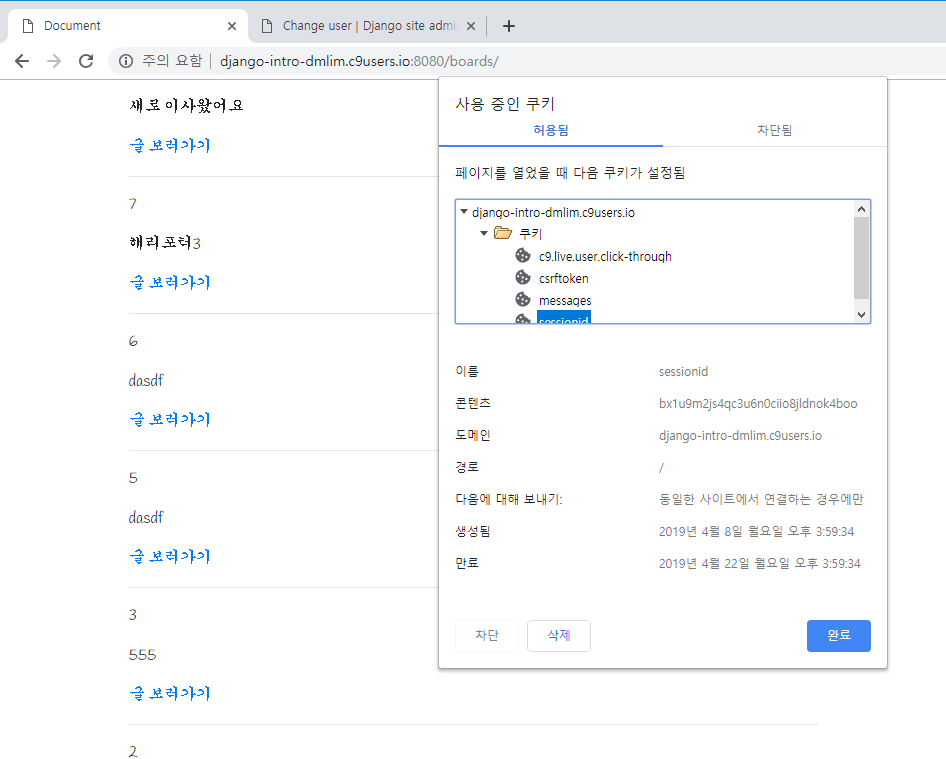 Document
Change user | Django site admi
주의 요함 | django-intro-dmlim.c9users.io:8080/boards/
새로 이사왔어요
글 보러가기
7
해리포터3
글 보러가기
6
dasdf
글 보러가기
5
dasdf
글 보러가기
3
555
글 보러가기
2
사용 중인 쿠키
허용됨
차단됨
페이지를 열었을 때 다음 쿠키가 설정됨
django-intro-dmlim.c9users.io
쿠키
c9.live.user.click-through
csrftoken
messages
sessionid
이름 sessionid
콘텐츠 bx1u9m2js4qc3u6n0ciio8jldnok4boo
도메인 django-intro-dmlim.c9users.io
경로 /
다음에 대해 보내기: 동일한 사이트에서 연결하는 경우에만
생성됨 2019년 4월 8일 월요일 오후 3:59:34
만료 2019년 4월 22일 월요일 오후 3:59:34
차단
삭제
완료